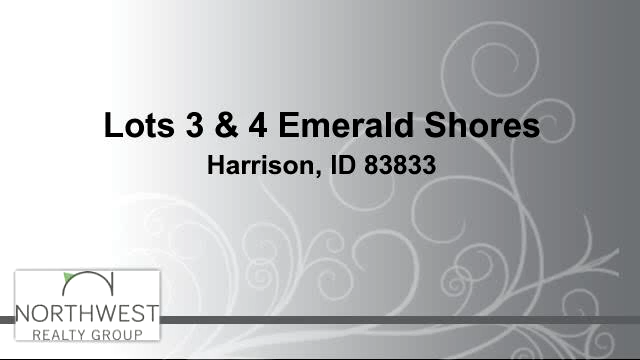 Lots 3 & 4 Emerald Shores
Harrison, ID 83833
NORTHWEST
REALTY GROUP